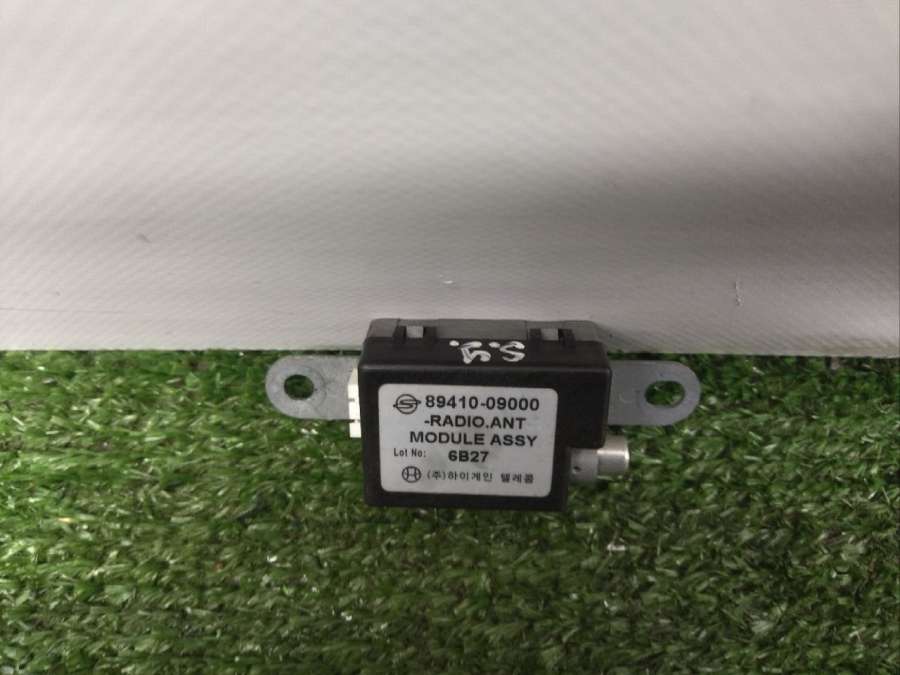 89410-09000
-RADIO.ANT
MODULE ASSY
Lot No: 6B27
(주)하이게인 텔레콤